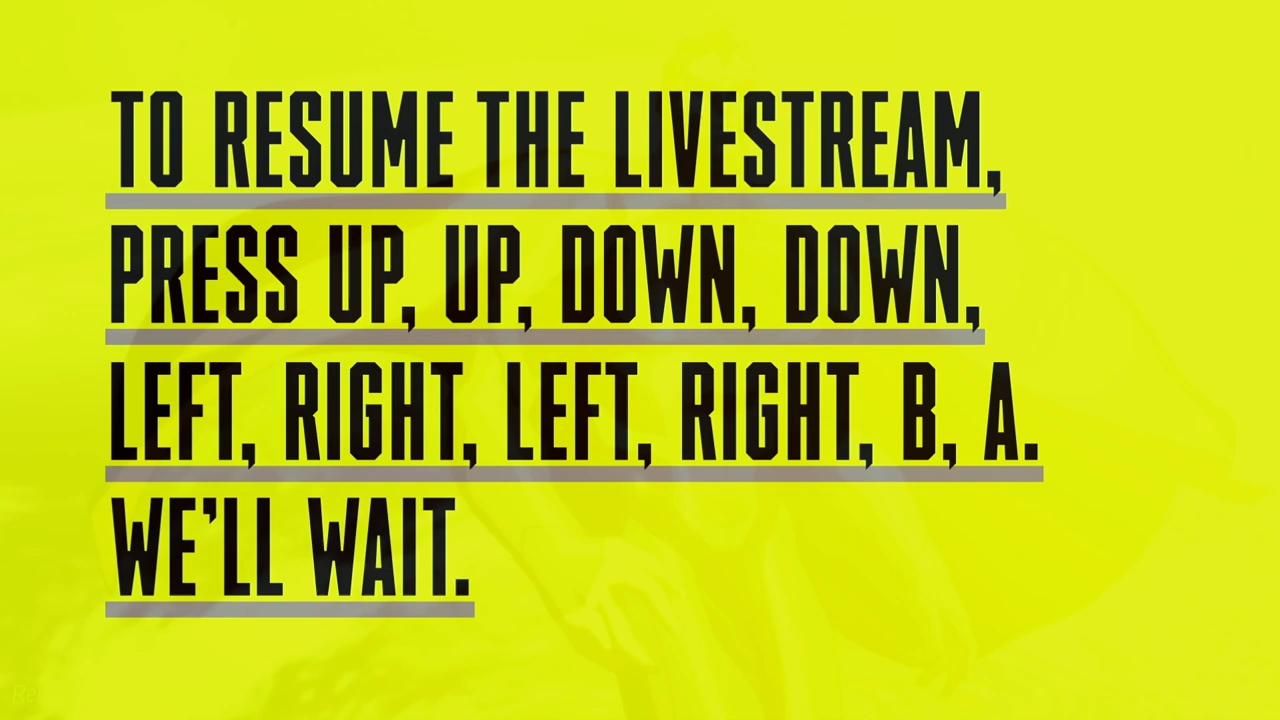 TO RESUME THE LIVESTREAM,
PRESS UP, UP, DOWN, DOWN,
LEFT, RIGHT, LEFT, RIGHT, B, A.
WE'LL WAIT.